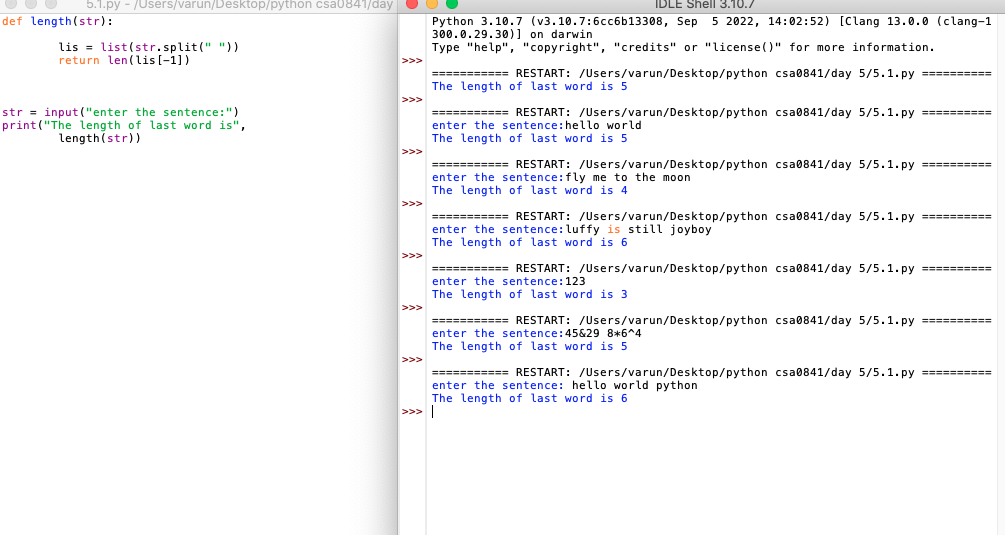 5.1.py - /Users/varun/Desktop/python csa0841/day
def length(str):
lis = list(str.split(" "))
return len(lis[-1])
str = input("enter the sentence:")
print("The length of last word is",
length(str))
IDLE Shell 3.10.7
Python 3.10.7 (v3.10.7:6cc6b13308, Sep  5 2022, 14:02:52) [Clang 13.0.0 (clang-1
300.0.29.30)] on darwin
Type "help", "copyright", "credits" or "license()" for more information.
>>>
=========== RESTART: /Users/varun/Desktop/python csa0841/day 5/5.1.py ==========
The length of last word is 5
>>>
=========== RESTART: /Users/varun/Desktop/python csa0841/day 5/5.1.py ==========
enter the sentence:hello world
The length of last word is 5
>>>
=========== RESTART: /Users/varun/Desktop/python csa0841/day 5/5.1.py ==========
enter the sentence:fly me to the moon
The length of last word is 4
>>>
=========== RESTART: /Users/varun/Desktop/python csa0841/day 5/5.1.py ==========
enter the sentence:luffy is still joyboy
The length of last word is 6
>>>
=========== RESTART: /Users/varun/Desktop/python csa0841/day 5/5.1.py ==========
enter the sentence:123
The length of last word is 3
>>>
=========== RESTART: /Users/varun/Desktop/python csa0841/day 5/5.1.py ==========
enter the sentence:45&29 8*6^4
The length of last word is 5
>>>
=========== RESTART: /Users/varun/Desktop/python csa0841/day 5/5.1.py ==========
enter the sentence: hello world python
The length of last word is 6
>>>